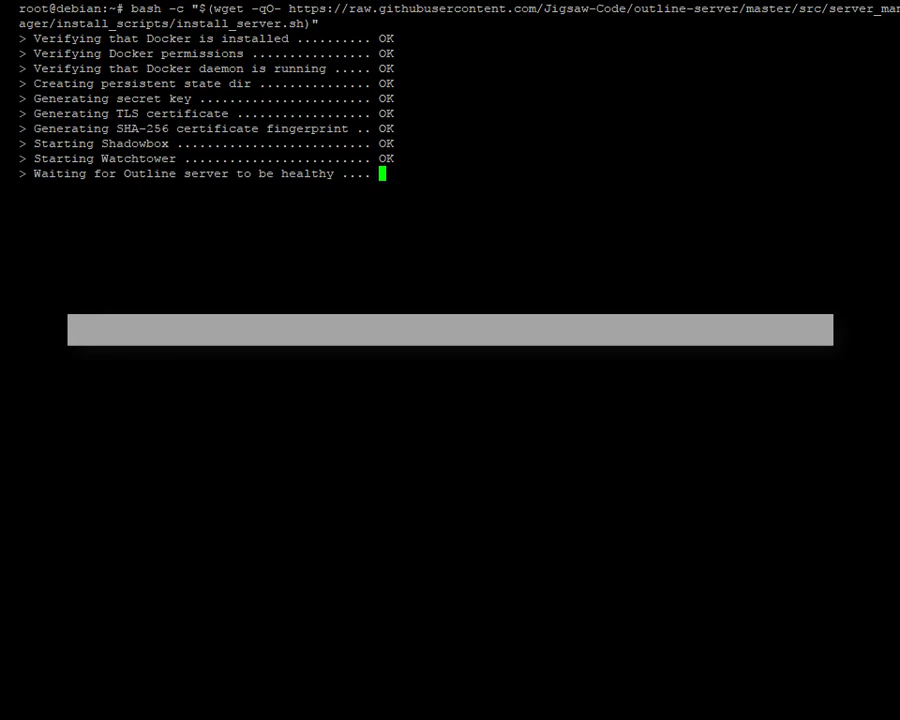 root@debian:~# bash -c "$(wget -qO- https://raw.githubusercontent.com/Jigsaw-Code/outline-server/master/src/server_man
ager/install_scripts/install_server.sh)"
> Verifying that Docker is installed .......... OK
> Verifying Docker permissions ................ OK
> Verifying that Docker daemon is running ..... OK
> Creating persistent state dir ............... OK
> Generating secret key ....................... OK
> Generating TLS certificate .................. OK
> Generating SHA-256 certificate fingerprint .. OK
> Starting Shadowbox .......................... OK
> Starting Watchtower ......................... OK
> Waiting for Outline server to be healthy ....